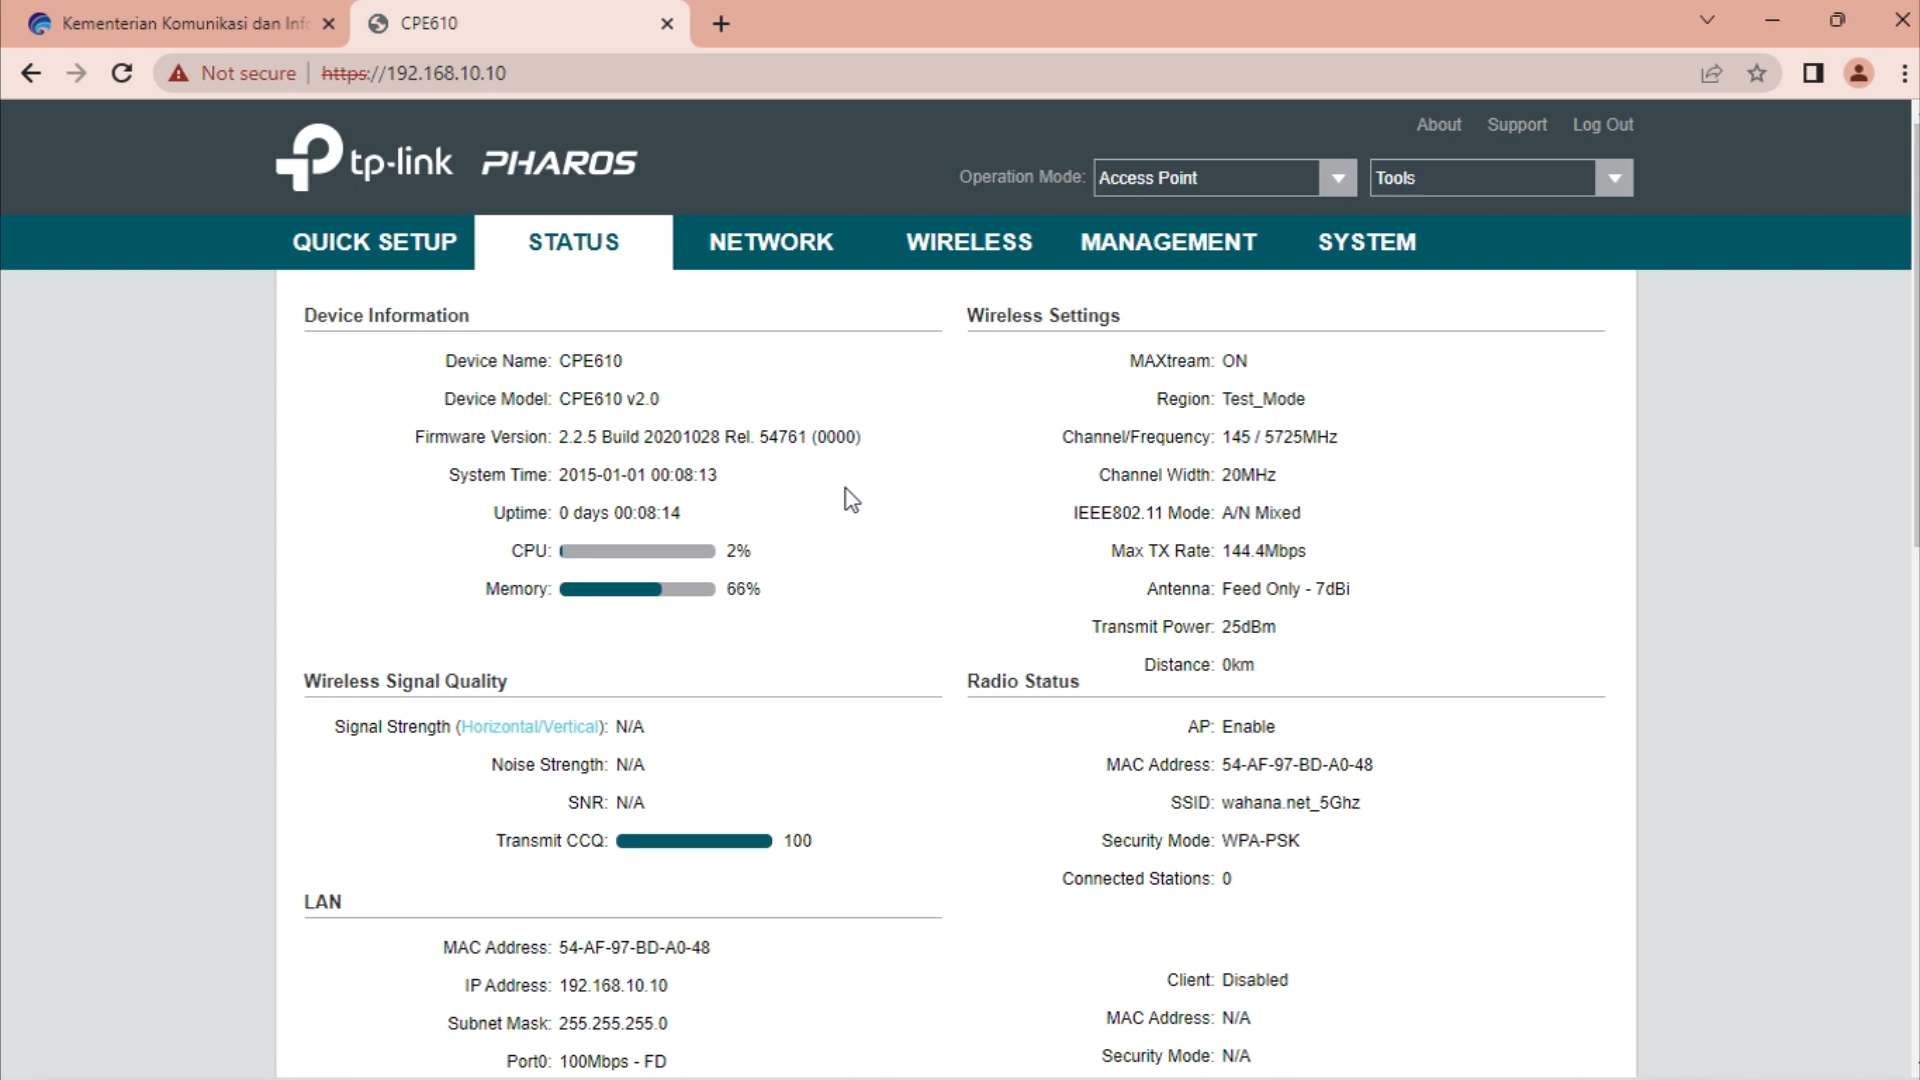 Kementerian Komunikasi dan Inf
CPE610
Not secure
https://192.168.10.10
About Support Log Out
tp-link PHAROS
Operation Mode: Access Point Tools
QUICK SETUP STATUS NETWORK WIRELESS MANAGEMENT SYSTEM
Device Information
Device Name: CPE610
Device Model: CPE610 v2.0
Firmware Version: 2.2.5 Build 20201028 Rel. 54761 (0000)
System Time: 2015-01-01 00:08:13
Uptime: 0 days 00:08:14
CPU: 2%
Memory: 66%
Wireless Settings
MAXtream: ON
Region: Test_Mode
Channel/Frequency: 145 / 5725MHz
Channel Width: 20MHz
IEEE802.11 Mode: A/N Mixed
Max TX Rate: 144.4Mbps
Antenna: Feed Only - 7dBi
Transmit Power: 25dBm
Distance: 0km
Wireless Signal Quality
Signal Strength (Horizontal/Vertical): N/A
Noise Strength: N/A
SNR: N/A
Transmit CCQ: 100
Radio Status
AP: Enable
MAC Address: 54-AF-97-BD-A0-48
SSID: wahana.net_5Ghz
Security Mode: WPA-PSK
Connected Stations: 0
Client: Disabled
MAC Address: N/A
Security Mode: N/A
LAN
MAC Address: 54-AF-97-BD-A0-48
IP Address: 192.168.10.10
Subnet Mask: 255.255.255.0
Port0: 100Mbps - FD